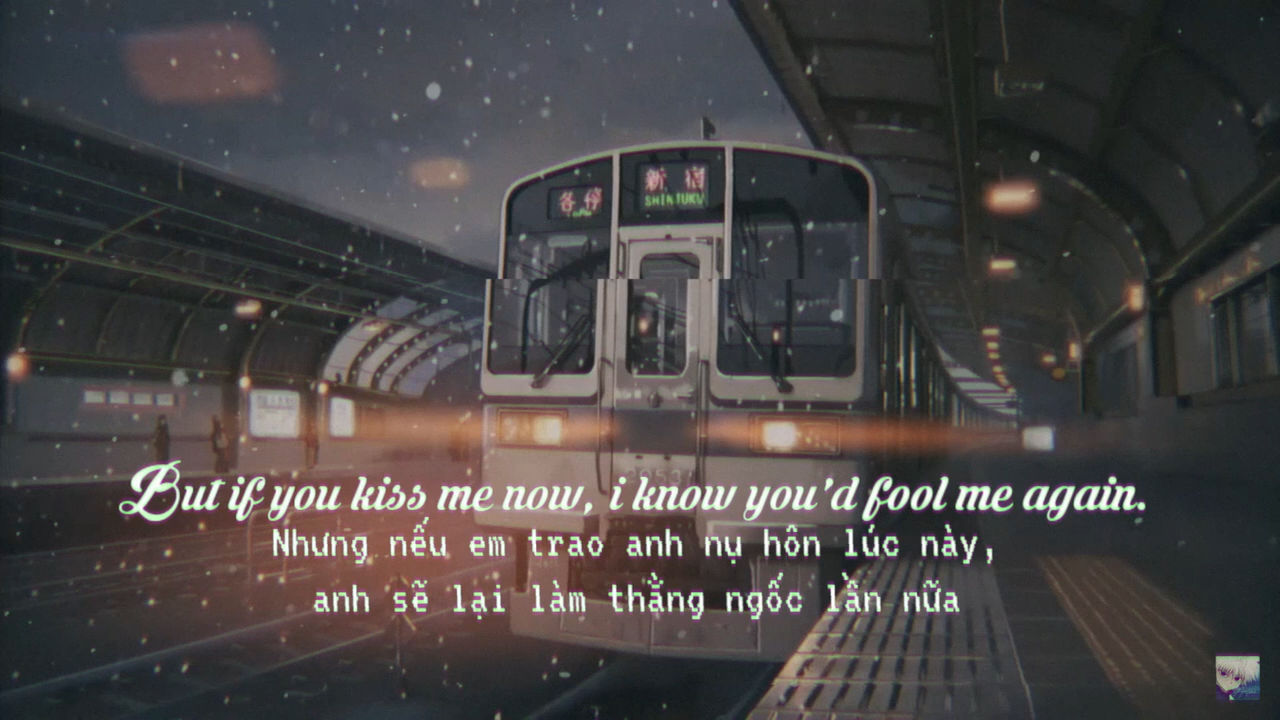 各停
新宿
SHINJUKU
But if you kiss me now, i know you'd fool me again.
Nhưng nếu em trao anh nụ hôn lúc này,
anh sẽ lại làm thằng ngốc lần nữa